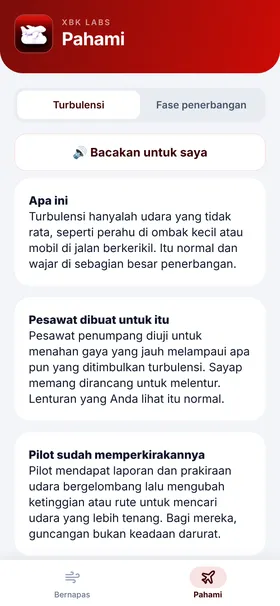 XBK LABS
Pahami
Turbulensi
Fase penerbangan
🔊 Bacakan untuk saya
Apa ini
Turbulensi hanyalah udara yang tidak
rata, seperti perahu di ombak kecil atau
mobil di jalan berkerikil. Itu normal dan
wajar di sebagian besar penerbangan.
Pesawat dibuat untuk itu
Pesawat penumpang diuji untuk
menahan gaya yang jauh melampaui apa
pun yang ditimbulkan turbulensi. Sayap
memang dirancang untuk melentur.
Lenturan yang Anda lihat itu normal.
Pilot sudah memperkirakannya
Pilot mendapat laporan dan prakiraan
udara bergelombang lalu mengubah
ketinggian atau rute untuk mencari
udara yang lebih tenang. Bagi mereka,
guncangan bukan keadaan darurat.
Bernapas
Pahami